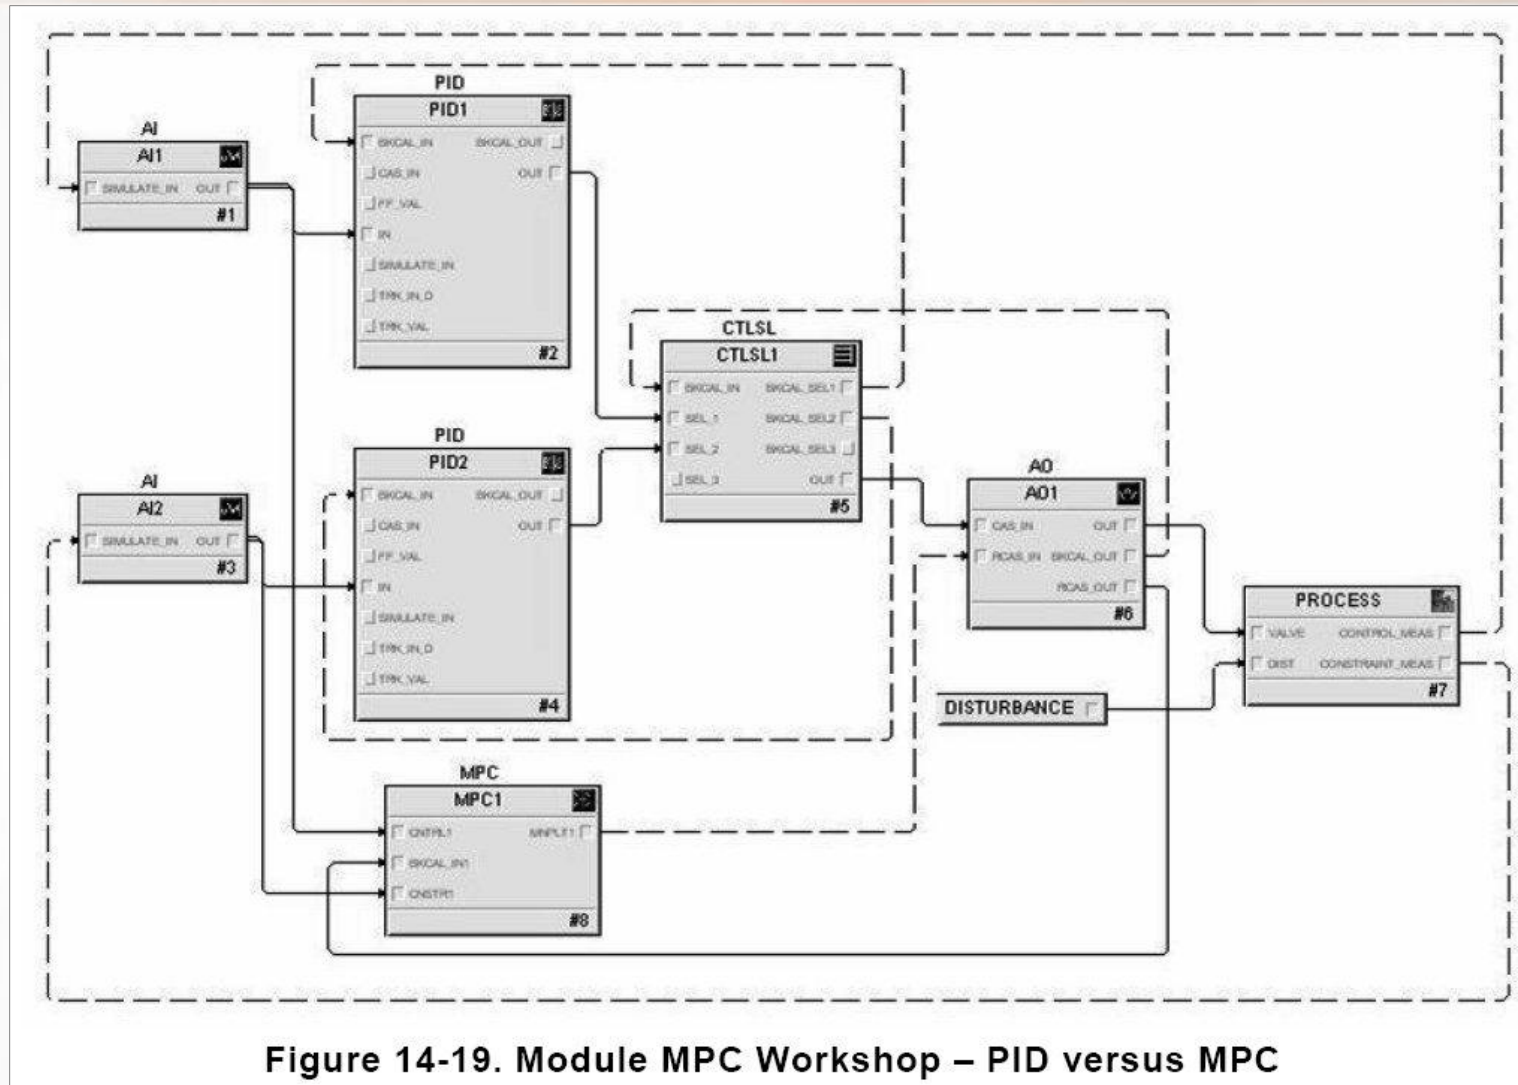 PID
PID1
BKCAL_IN BKCAL_OUT
CAS_IN OUT
FF_VAL
IN
SIMULATE_IN
TRK_IN_D
TRK_VAL
#2
AI
AI1
SIMULATE_IN OUT
#1
CTLSL
CTLSL1
BKCAL_IN BKCAL_SEL1
SEL_1 BKCAL_SEL2
SEL_2 BKCAL_SEL3
SEL_3 OUT
#5
PID
PID2
BKCAL_IN BKCAL_OUT
CAS_IN OUT
FF_VAL
IN
SIMULATE_IN
TRK_IN_D
TRK_VAL
#4
AI
AI2
SIMULATE_IN OUT
#3
AO
AO1
CAS_IN OUT
RCAS_IN BKCAL_OUT
RCAS_OUT
#6
PROCESS
VALVE CONTROL_MEAS
DIST CONSTRAINT_MEAS
#7
DISTURBANCE
MPC
MPC1
CNTRL1 MNPLT1
BKCAL_IN1
CNSTR1
#8
Figure 14-19. Module MPC Workshop – PID versus MPC